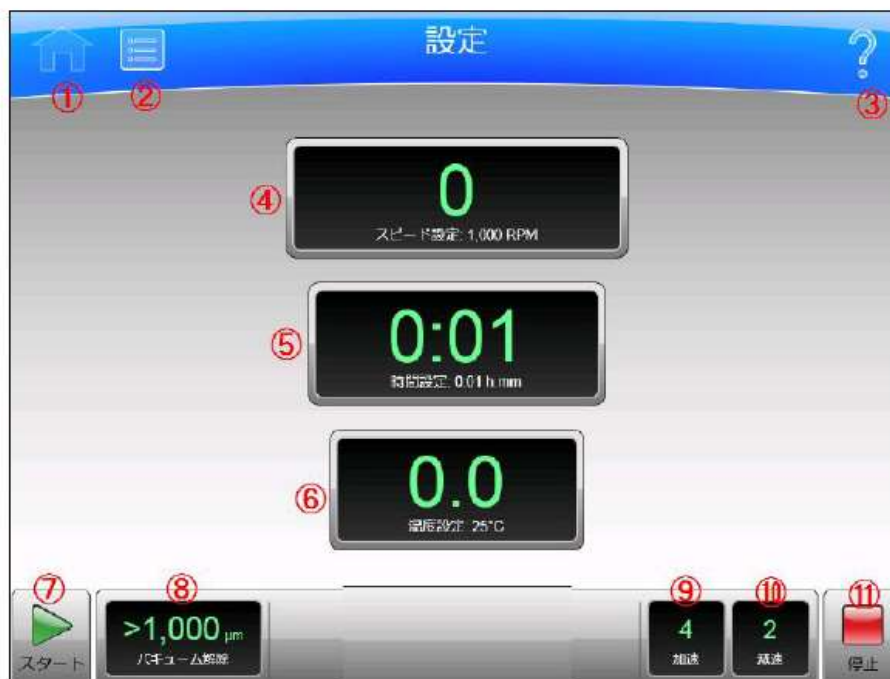 設定
①
②
③
④
0
スピード設定: 1,000 RPM
⑤
0:01
時間設定: 0:01 h:mm
⑥
0.0
温度設定: 25°C
⑦
スタート
⑧
>1,000 μm
バキューム解除
⑨
4
加速
⑩
2
減速
⑪
停止